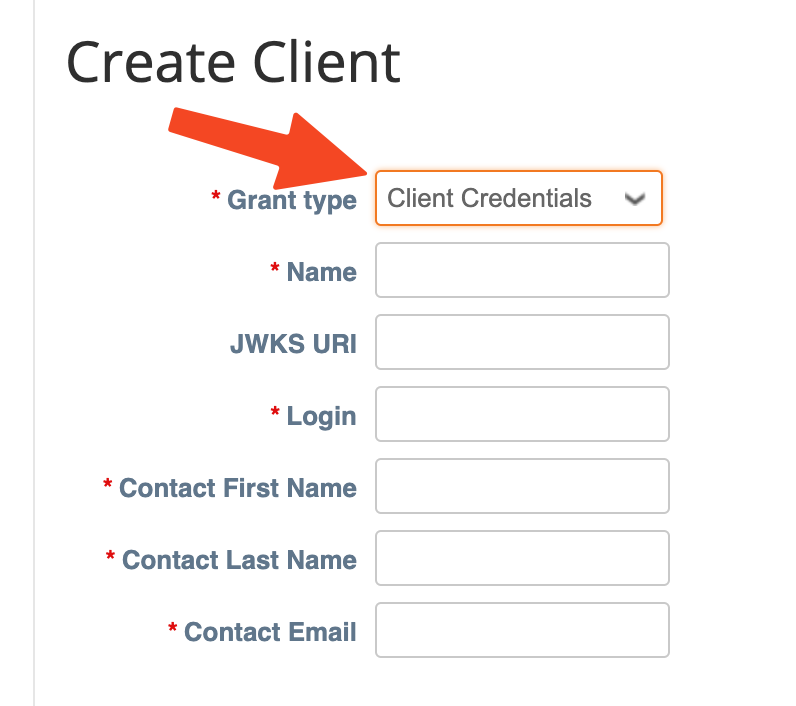 Create Client
* Grant type Client Credentials
* Name
JWKS URI
* Login
* Contact First Name
* Contact Last Name
* Contact Email